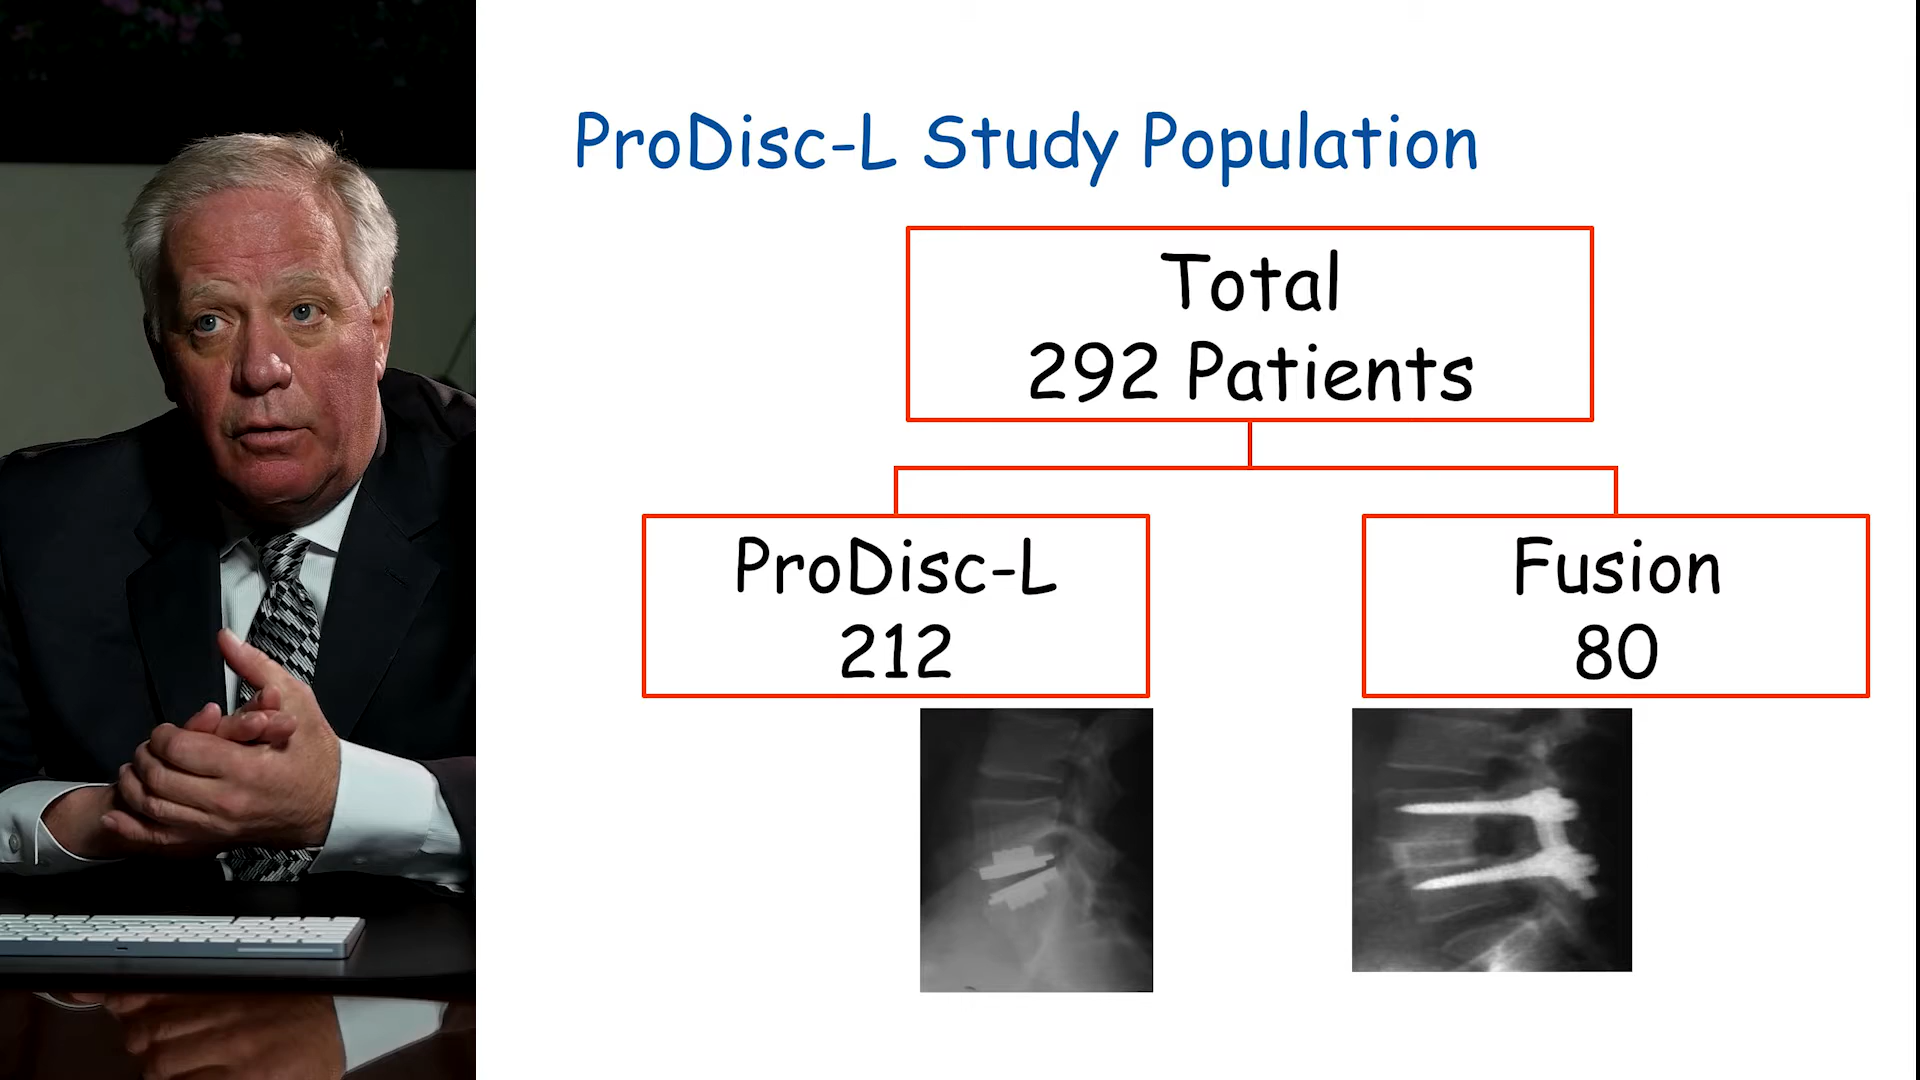 ProDisc-L Study Population
Total
292 Patients
ProDisc-L
212
Fusion
80